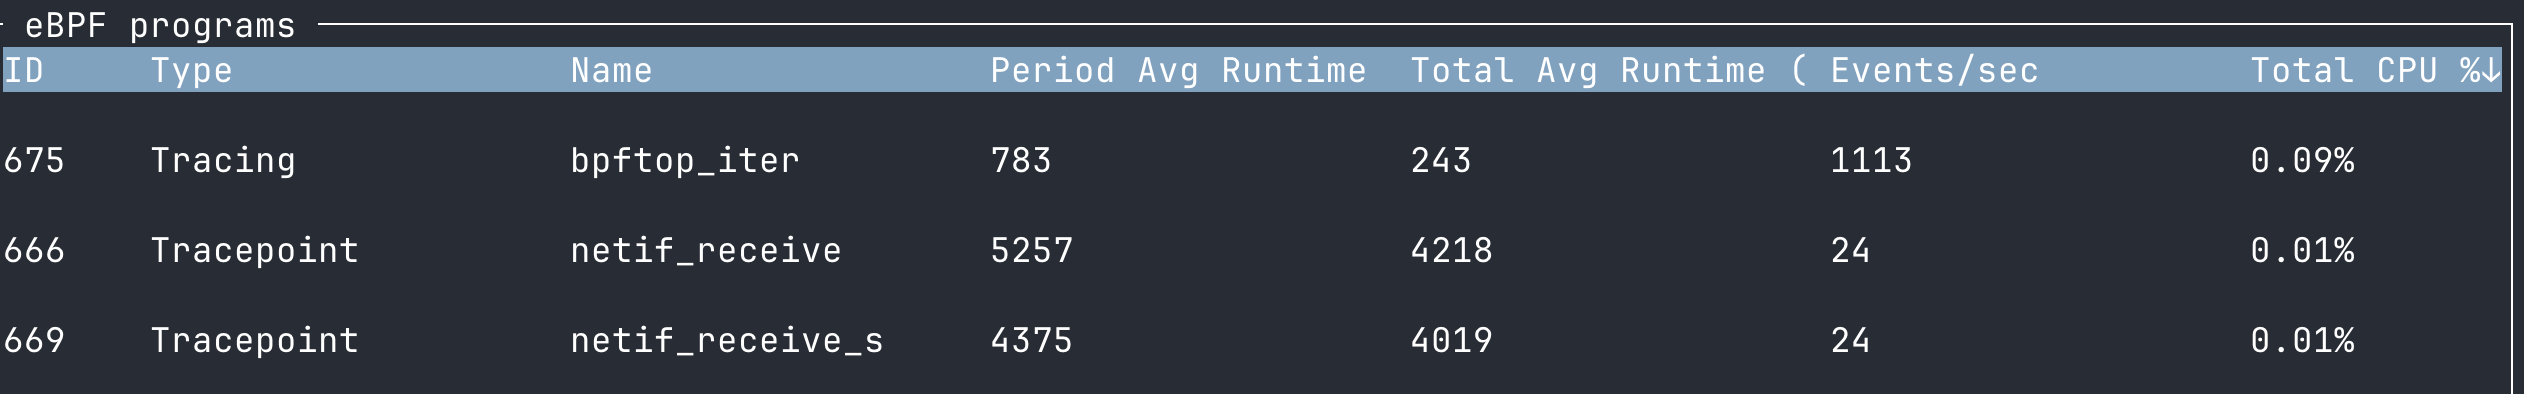 eBPF programs
ID Type Name Period Avg Runtime Total Avg Runtime ( Events/sec Total CPU %↓
675 Tracing bpftop_iter 783 243 1113 0.09%
666 Tracepoint netif_receive 5257 4218 24 0.01%
669 Tracepoint netif_receive_s 4375 4019 24 0.01%